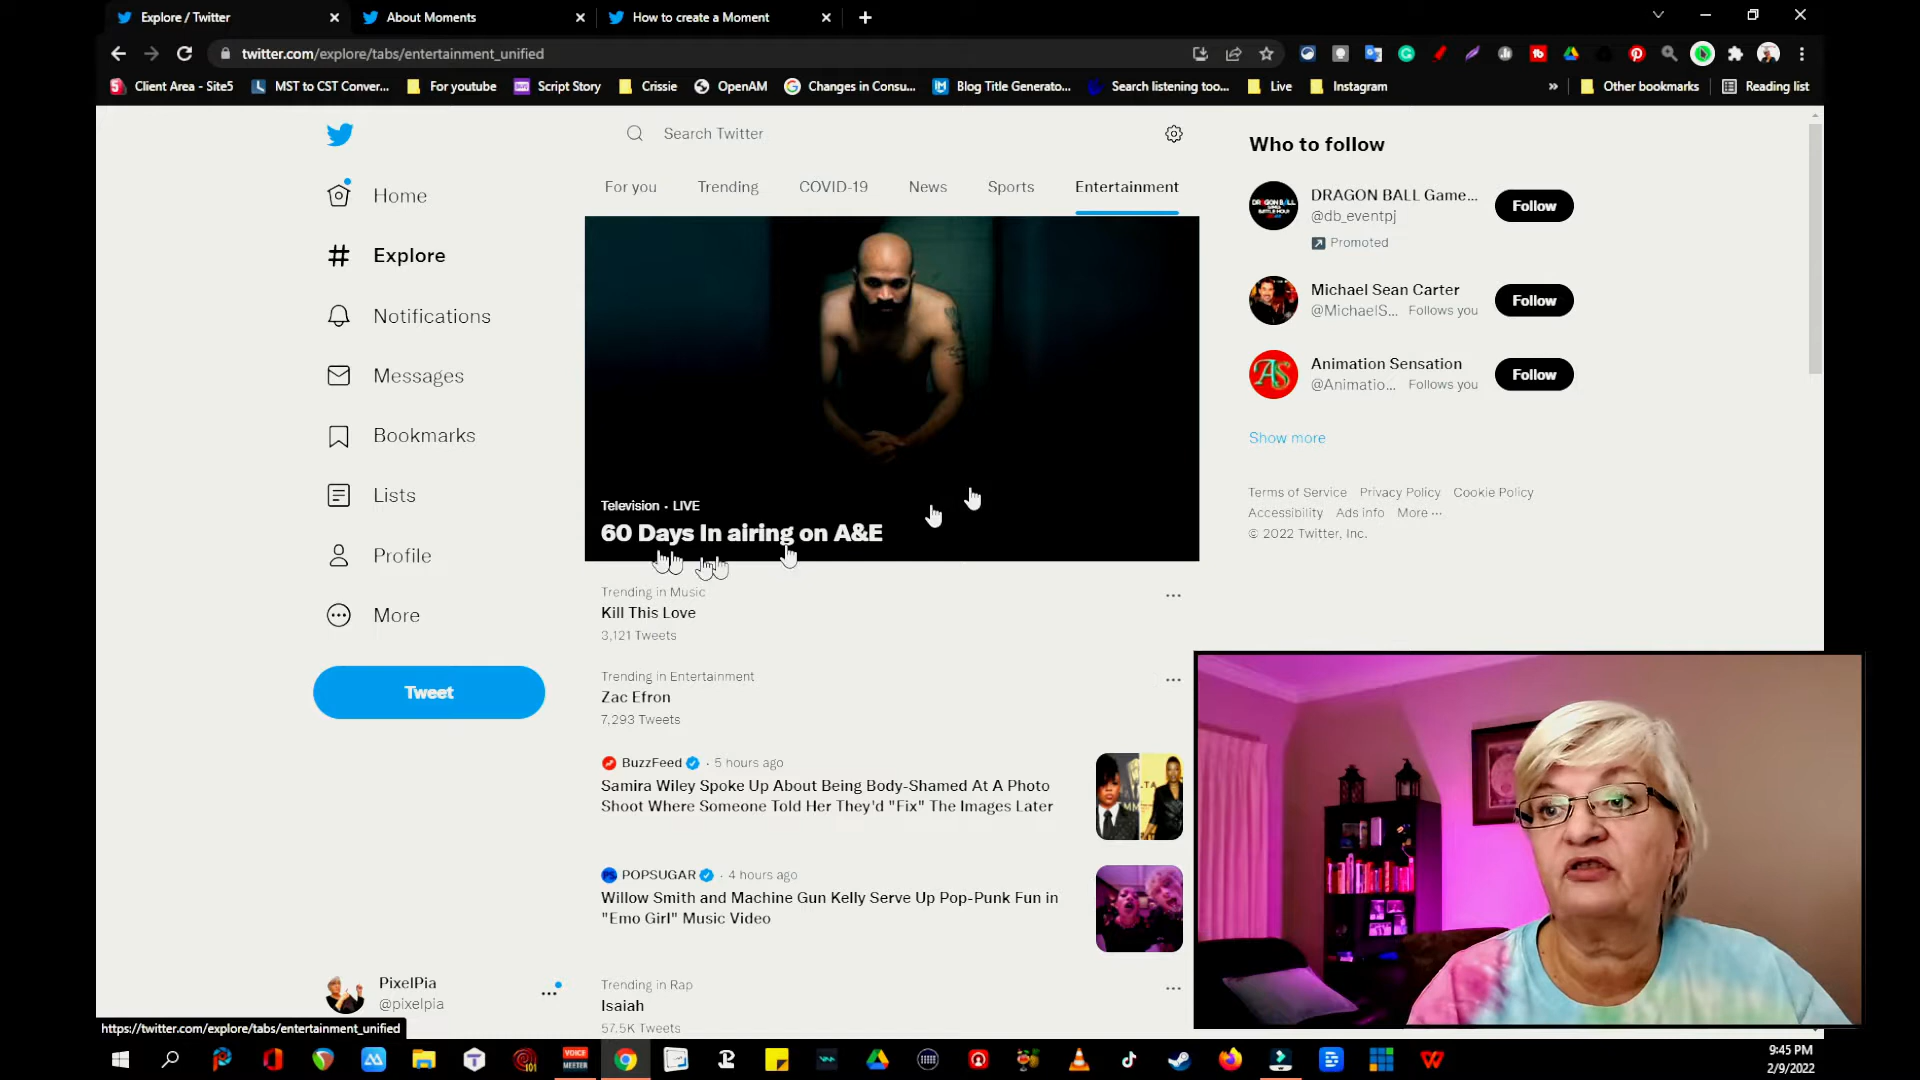 Explore / Twitter
About Moments
How to create a Moment
twitter.com/explore/tabs/entertainment_unified
Client Area - Site5
MST to CST Conver...
For youtube
Script Story
Crissie
OpenAM
Changes in Consu...
Blog Title Generato...
Search listening too...
Live
Instagram
»
Other bookmarks
Reading list
Search Twitter
For you
Trending
COVID-19
News
Sports
Entertainment
Home
Explore
Notifications
Messages
Bookmarks
Lists
Profile
More
Tweet
PixelPia
@pixelpia
Television · LIVE
60 Days In airing on A&E
Trending in Music
Kill This Love
3,121 Tweets
Trending in Entertainment
Zac Efron
7,293 Tweets
BuzzFeed · 5 hours ago
Samira Wiley Spoke Up About Being Body-Shamed At A Photo
Shoot Where Someone Told Her They'd "Fix" The Images Later
POPSUGAR · 4 hours ago
Willow Smith and Machine Gun Kelly Serve Up Pop-Punk Fun in
"Emo Girl" Music Video
Trending in Rap
Isaiah
57.5K Tweets
Who to follow
DRAGON BALL Game...
@db_eventpj
Promoted
Follow
Michael Sean Carter
@MichaelS... Follows you
Follow
Animation Sensation
@Animatio... Follows you
Follow
Show more
Terms of Service Privacy Policy Cookie Policy
Accessibility Ads info More ···
© 2022 Twitter, Inc.
https://twitter.com/explore/tabs/entertainment_unified
VOICE
MEETER
9:45 PM
2/9/2022